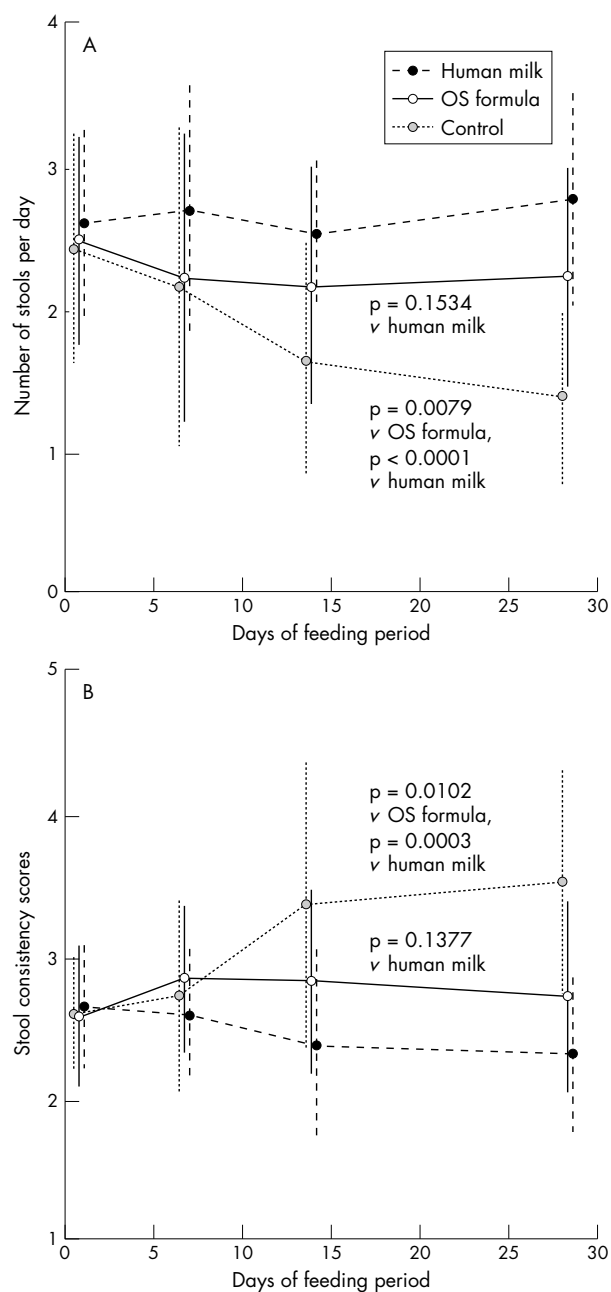 4
A
Human milk
OS formula
Control
3
Number of stools per day
2
p = 0.1534
v human milk
p = 0.0079
v OS formula,
p < 0.0001
v human milk
1
0
0 5 10 15 20 25 30
Days of feeding period
5
B
4
p = 0.0102
v OS formula,
p = 0.0003
v human milk
Stool consistency scores
3
p = 0.1377
v human milk
2
1
0 5 10 15 20 25 30
Days of feeding period